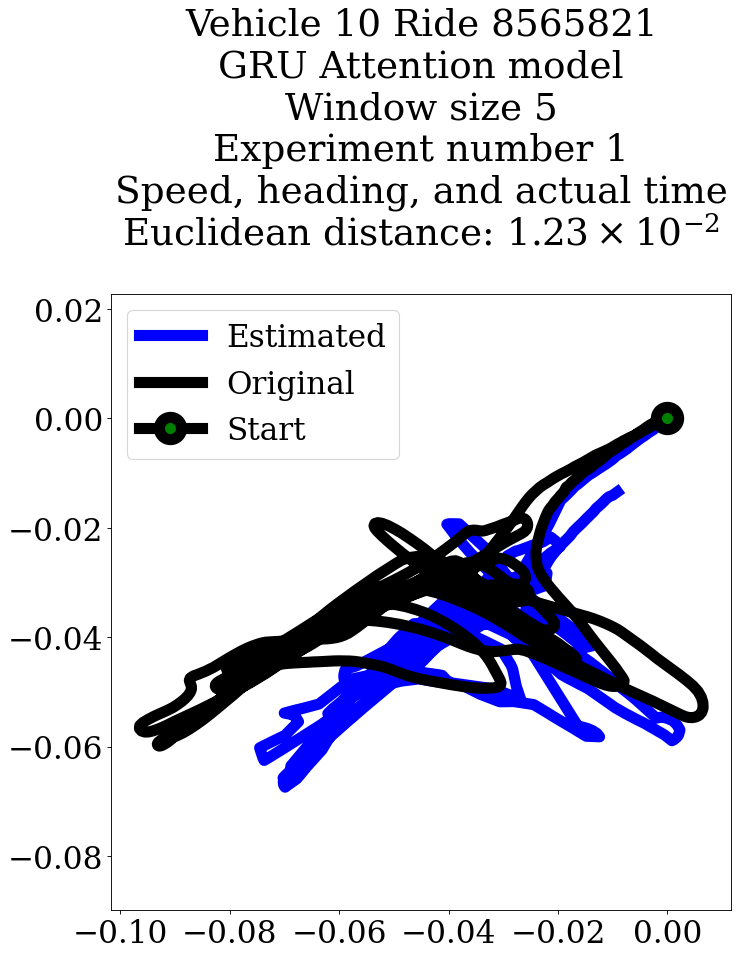 Vehicle 10 Ride 8565821
GRU Attention model
Window size 5
Experiment number 1
Speed, heading, and actual time
Euclidean distance: 1.23 × 10⁻²
Estimated
Original
Start
0.02
0.00
−0.02
−0.04
−0.06
−0.08
−0.10 −0.08 −0.06 −0.04 −0.02 0.00